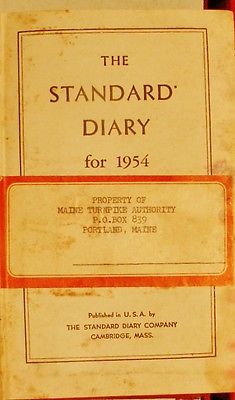 THE
STANDARD
DIARY
for 1954
PROPERTY OF
MAINE TURNPIKE AUTHORITY
P.O.BOX 839
PORTLAND, MAINE
Published in U. S. A. by
THE STANDARD DIARY COMPANY
CAMBRIDGE, MASS.